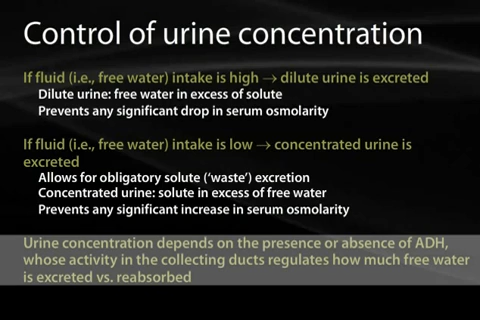 Control of urine concentration
If fluid (i.e., free water) intake is high → dilute urine is excreted
Dilute urine: free water in excess of solute
Prevents any significant drop in serum osmolarity
If fluid (i.e., free water) intake is low → concentrated urine is
excreted
Allows for obligatory solute (‘waste’) excretion
Concentrated urine: solute in excess of free water
Prevents any significant increase in serum osmolarity
Urine concentration depends on the presence or absence of ADH,
whose activity in the collecting ducts regulates how much free water
is excreted vs. reabsorbed